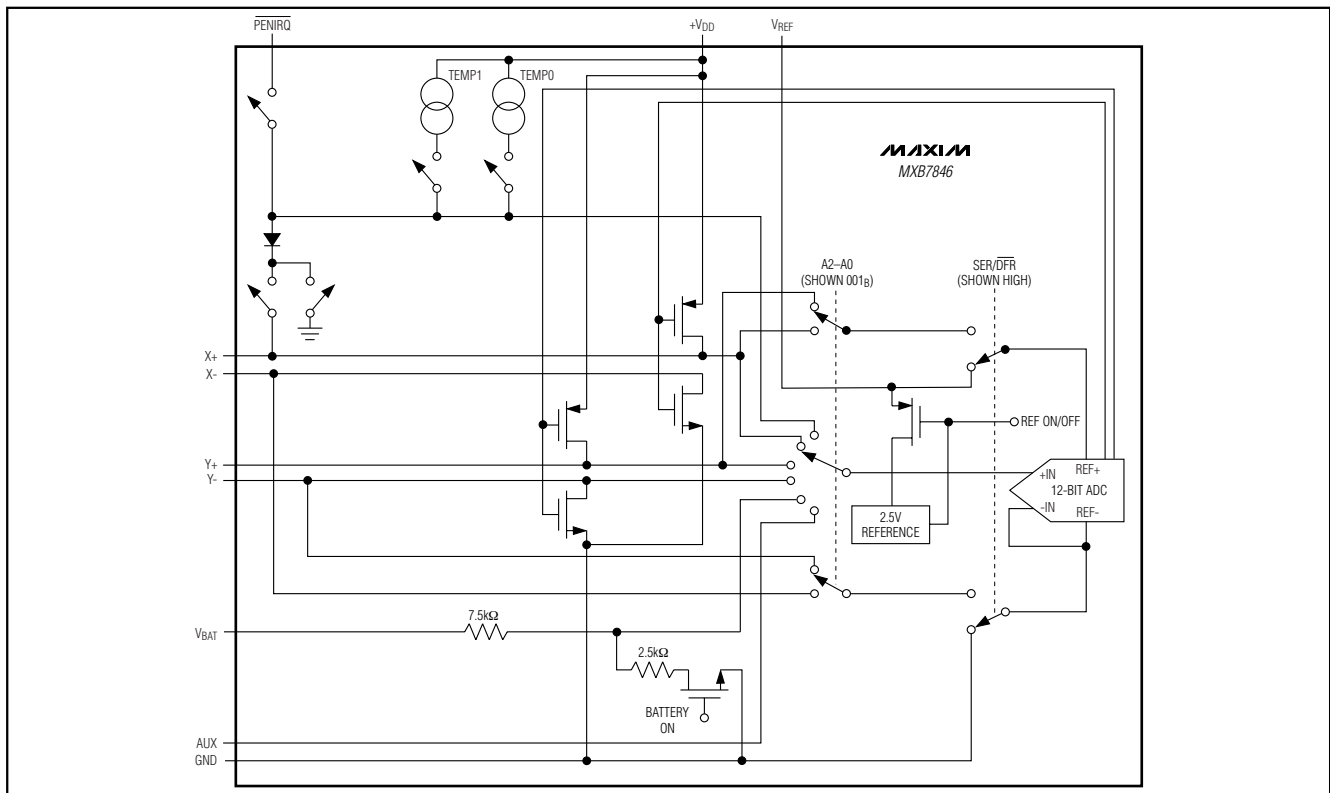 PENIRQ
+VDD
VREF
TEMP1
TEMP0
MAXIM
MXB7846
A2–A0
(SHOWN 001B)
SER/DFR
(SHOWN HIGH)
X+
X-
REF ON/OFF
Y+
Y-
+IN
REF+
12-BIT ADC
-IN
REF-
2.5V
REFERENCE
7.5kΩ
VBAT
2.5kΩ
BATTERY
ON
AUX
GND